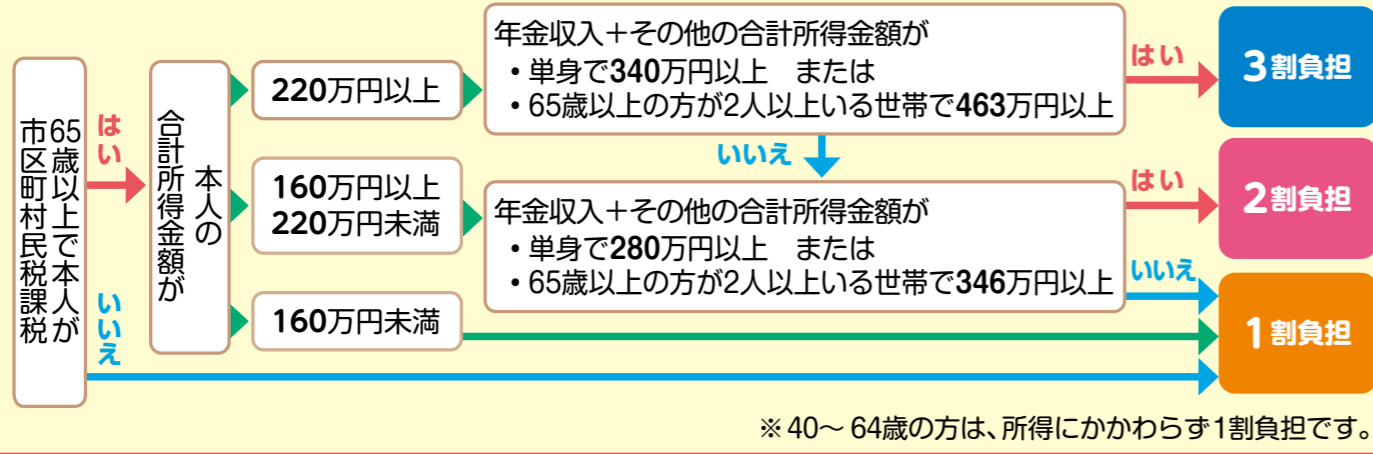 65歳以上で本人が
市区町村民税課税
はい
いいえ
本人の
合計所得金額が
220万円以上
160万円以上
220万円未満
160万円未満
年金収入+その他の合計所得金額が
・単身で340万円以上　または
・65歳以上の方が2人以上いる世帯で463万円以上
はい
3割負担
いいえ
年金収入+その他の合計所得金額が
・単身で280万円以上　または
・65歳以上の方が2人以上いる世帯で346万円以上
はい
2割負担
いいえ
1割負担
※40〜64歳の方は、所得にかかわらず1割負担です。